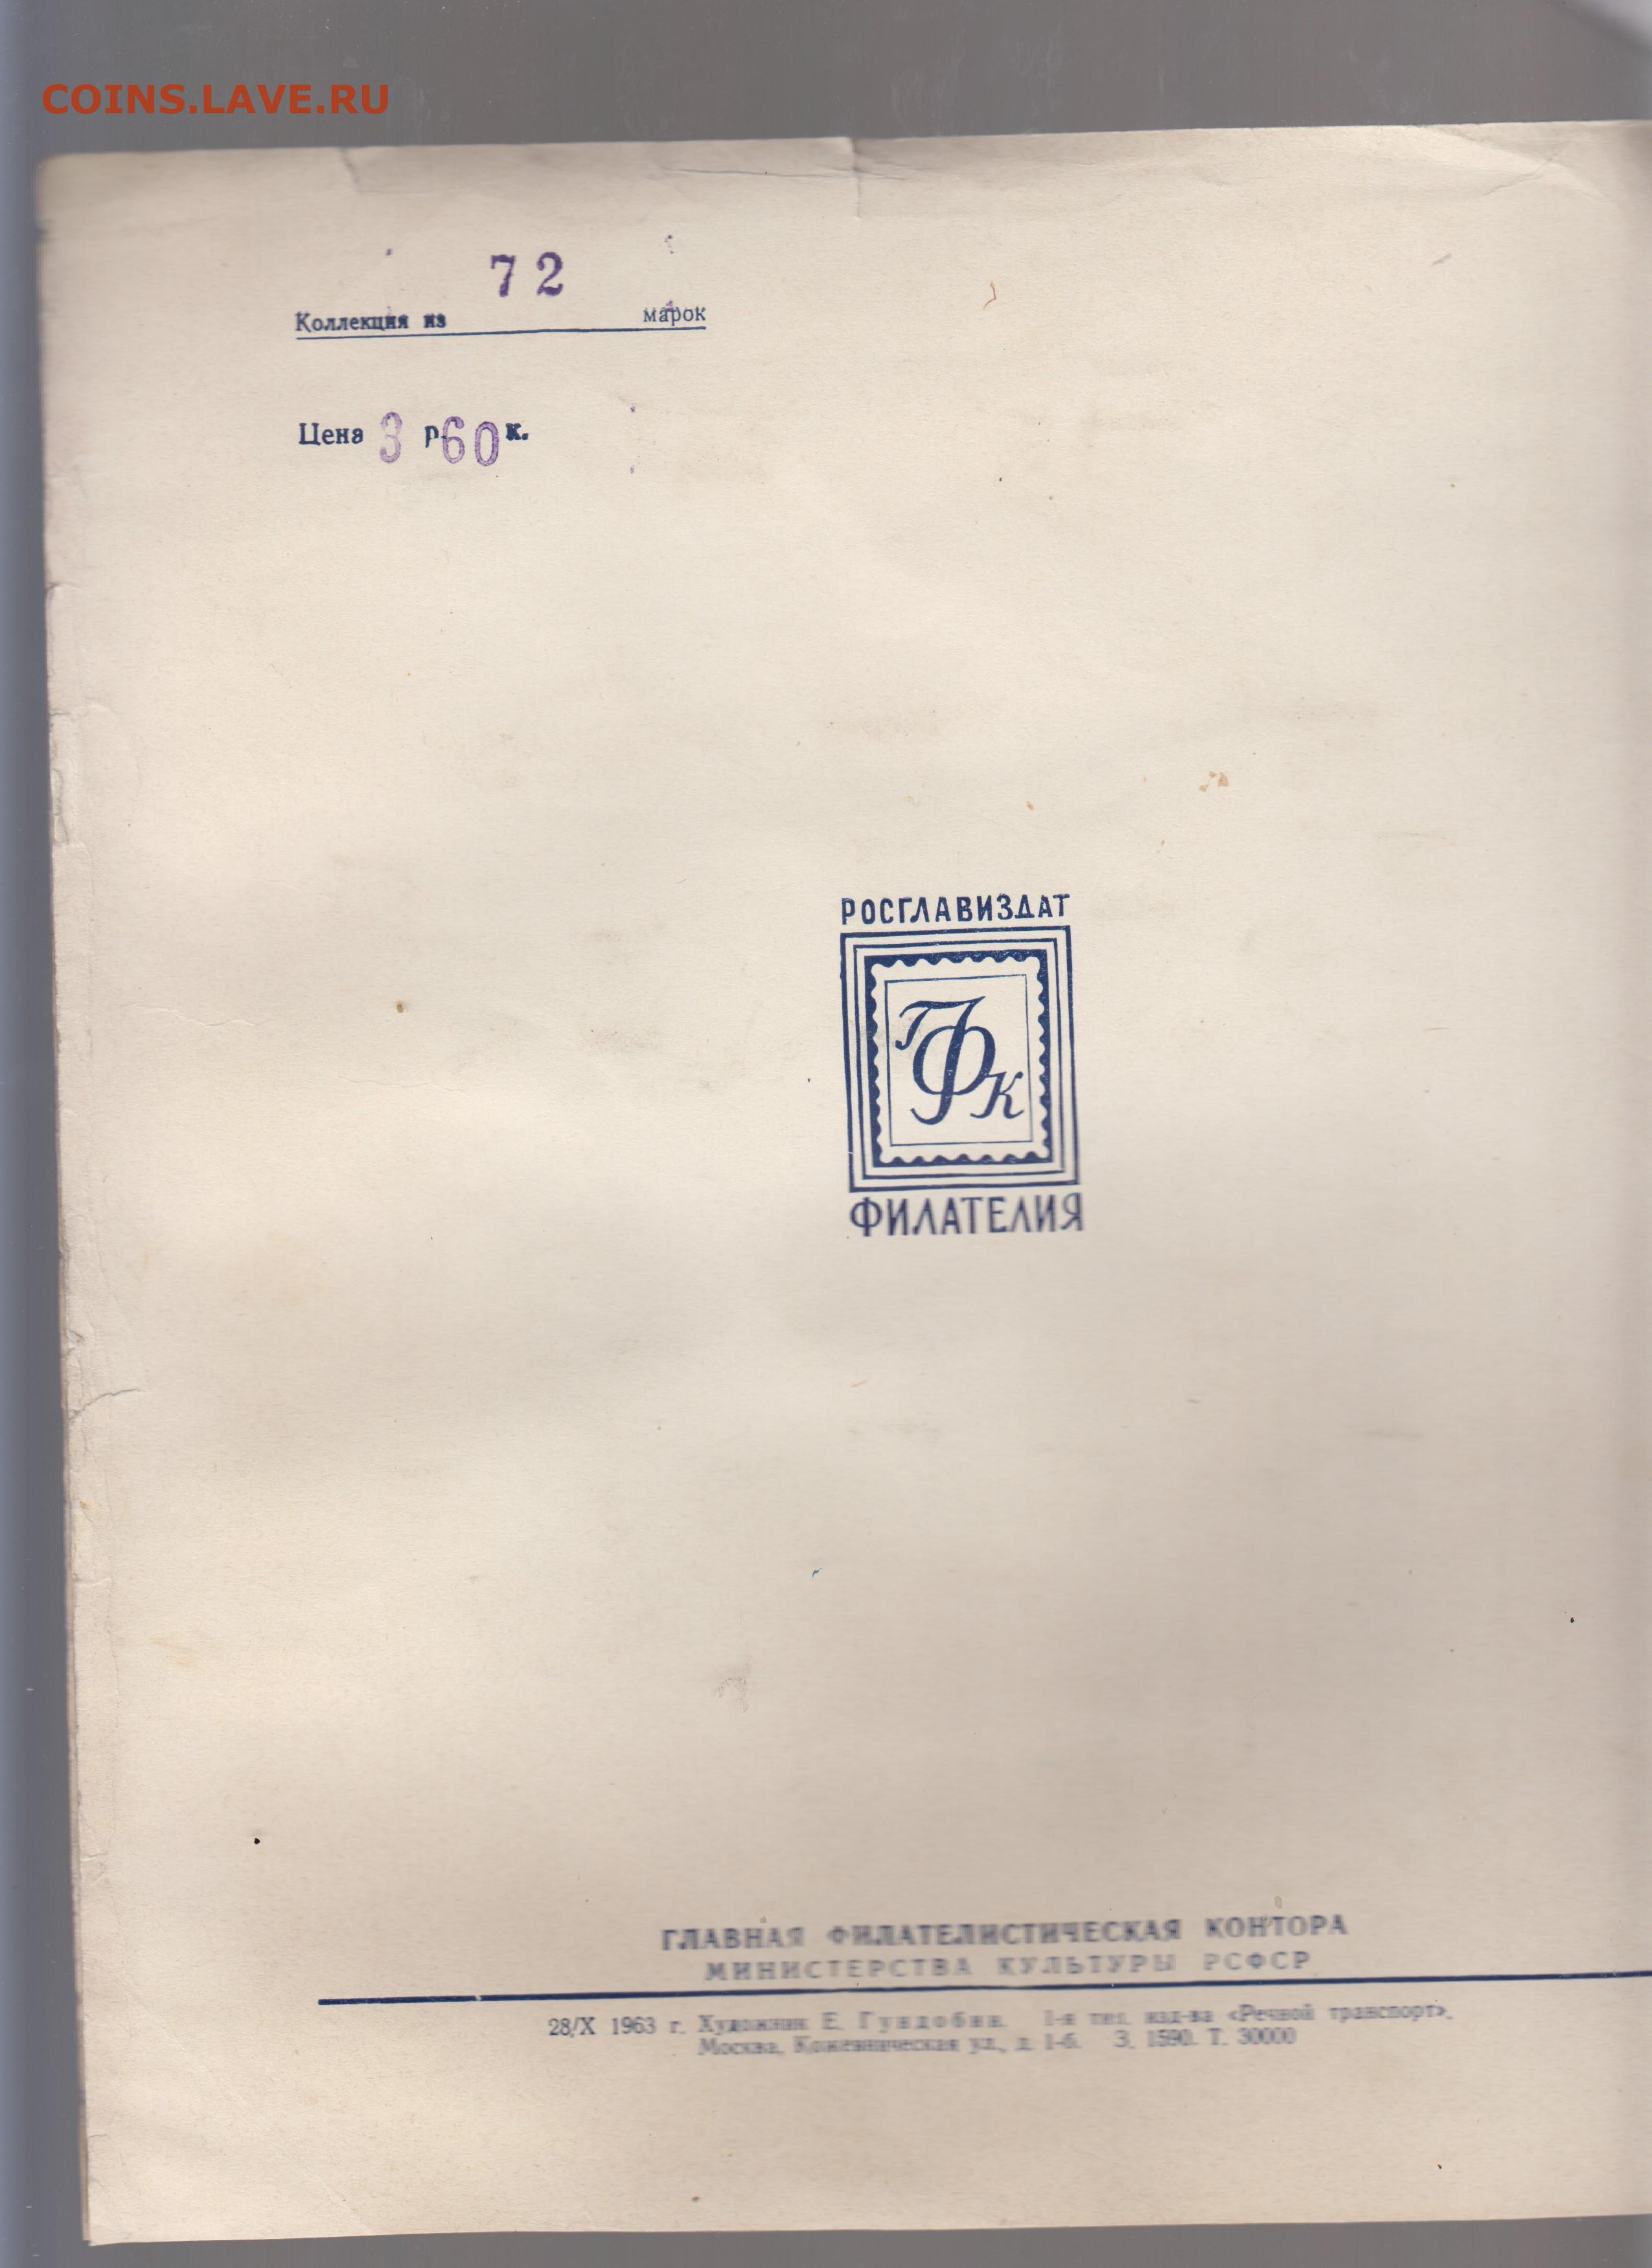 COINS.LAVE.RU
72
Коллекция из марок
Цена 3 р 60 к.
РОСГЛАВИЗДАТ
ГФК
ФИЛАТЕЛИЯ
ГЛАВНАЯ ФИЛАТЕЛИСТИЧЕСКАЯ КОНТОРА
МИНИСТЕРСТВА КУЛЬТУРЫ РСФСР
28/X 1963 г. Художник Е. Гундобин. 1-я тип. изд-ва «Речной транспорт».
Москва, Кожевническая ул., д. 1-б. З. 1590. Т. 30000